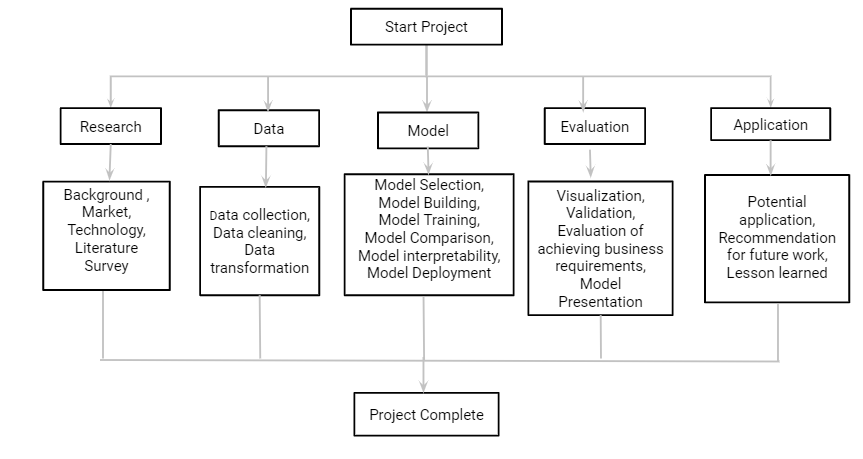 Start Project
Research
Data
Model
Evaluation
Application
Background ,
Market,
Technology,
Literature
Survey
Data collection,
Data cleaning,
Data
transformation
Model Selection,
Model Building,
Model Training,
Model Comparison,
Model interpretability,
Model Deployment
Visualization,
Validation,
Evaluation of
achieving business
requirements,
Model
Presentation
Potential
application,
Recommendation
for future work,
Lesson learned
Project Complete